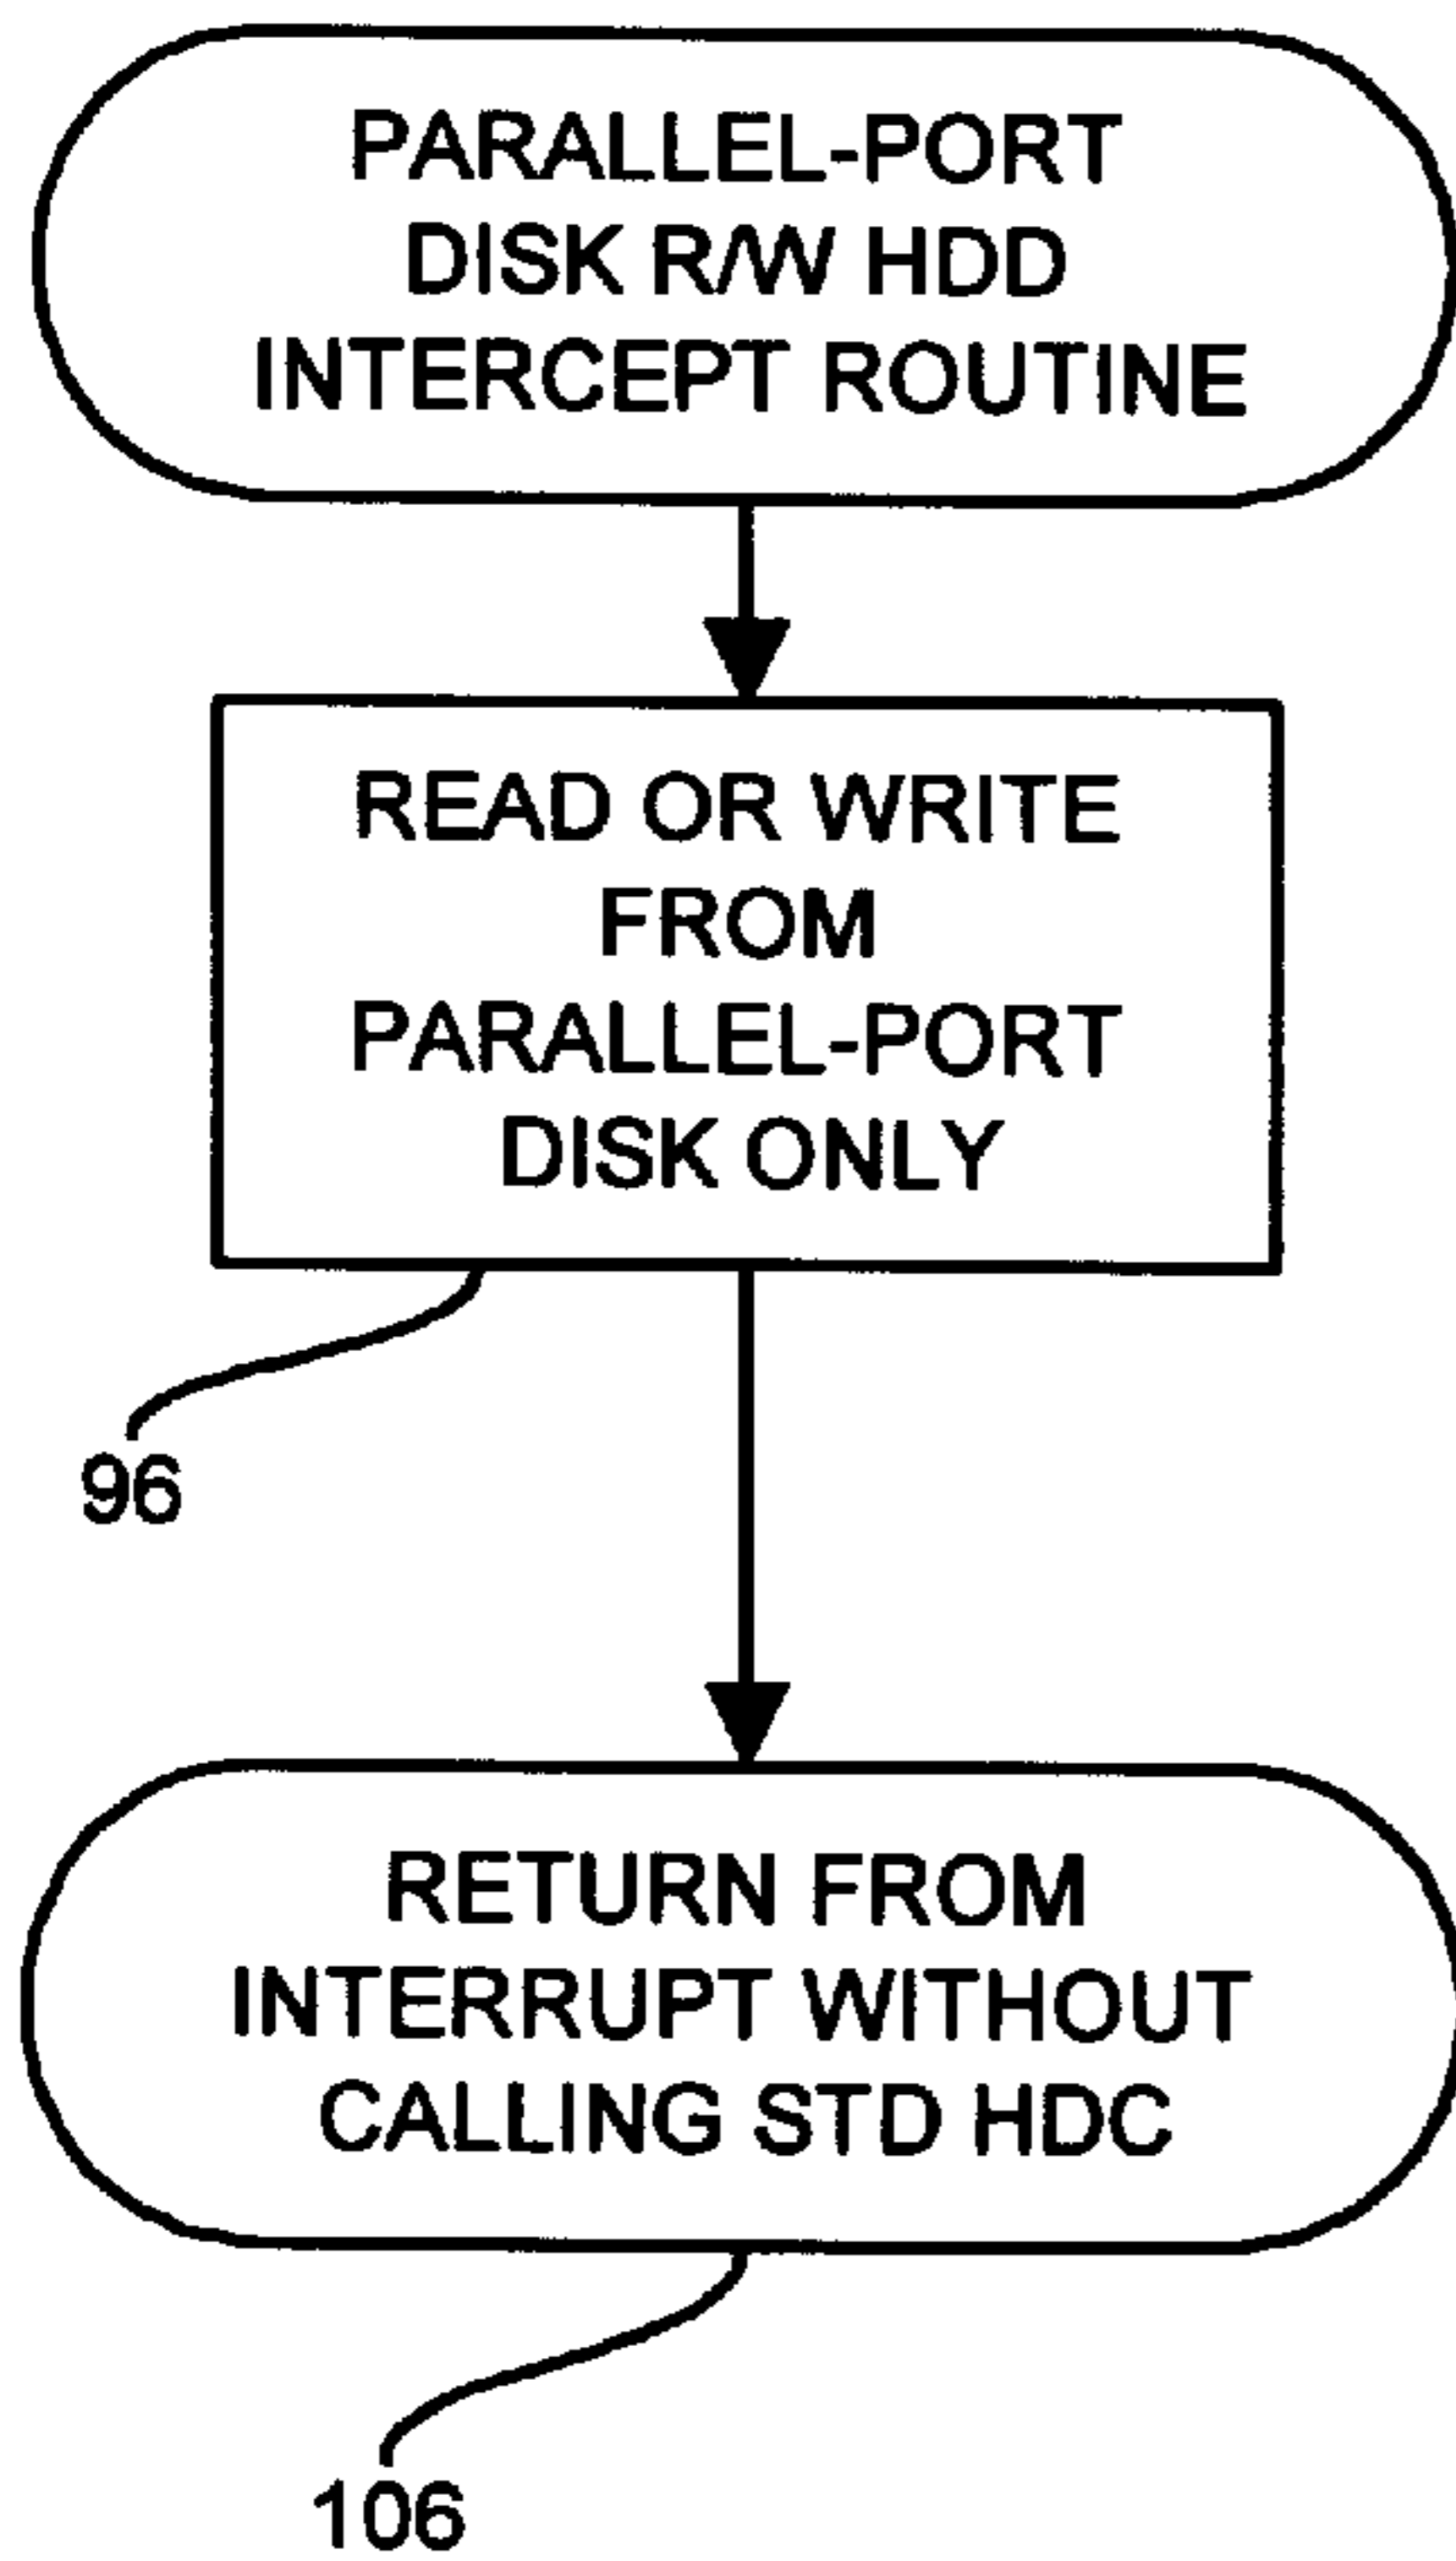 PARALLEL-PORT
DISK R/W HDD
INTERCEPT ROUTINE
READ OR WRITE
FROM
PARALLEL-PORT
DISK ONLY
96
RETURN FROM
INTERRUPT WITHOUT
CALLING STD HDC
106